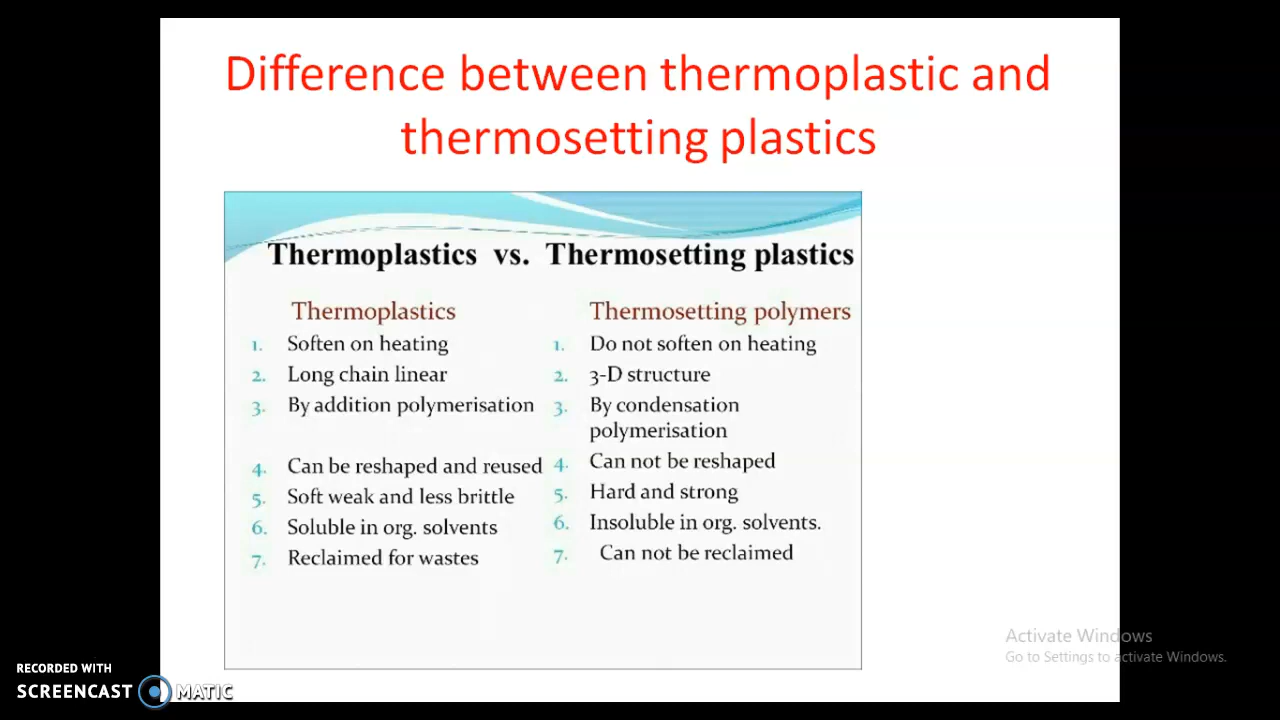 Difference between thermoplastic and
thermosetting plastics
Thermoplastics vs. Thermosetting plastics
Thermoplastics
1. Soften on heating
2. Long chain linear
3. By addition polymerisation
4. Can be reshaped and reused
5. Soft weak and less brittle
6. Soluble in org. solvents
7. Reclaimed for wastes
Thermosetting polymers
1. Do not soften on heating
2. 3-D structure
3. By condensation
polymerisation
4. Can not be reshaped
5. Hard and strong
6. Insoluble in org. solvents.
7. Can not be reclaimed
Activate Windows
Go to Settings to activate Windows.
RECORDED WITH
SCREENCAST MATIC